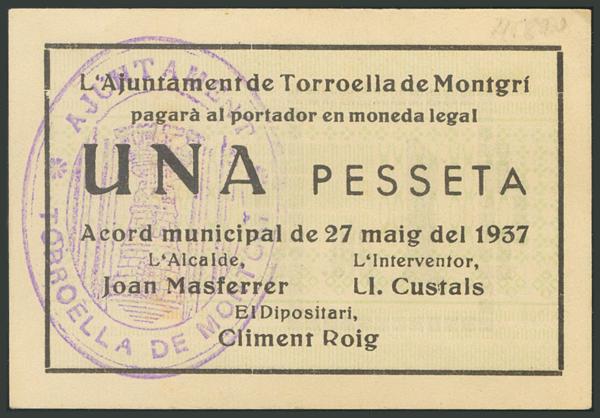 L'Ajuntament de Torroella de Montgrí
pagarà al portador en moneda legal
UNA PESSETA
Acord municipal de 27 maig del 1937
L'Alcalde, L'Interventor,
Joan Masferrer Ll. Custals
El Dipositari,
Climent Roig
AJUNTAMENT
TORROELLA DE MONTGRI